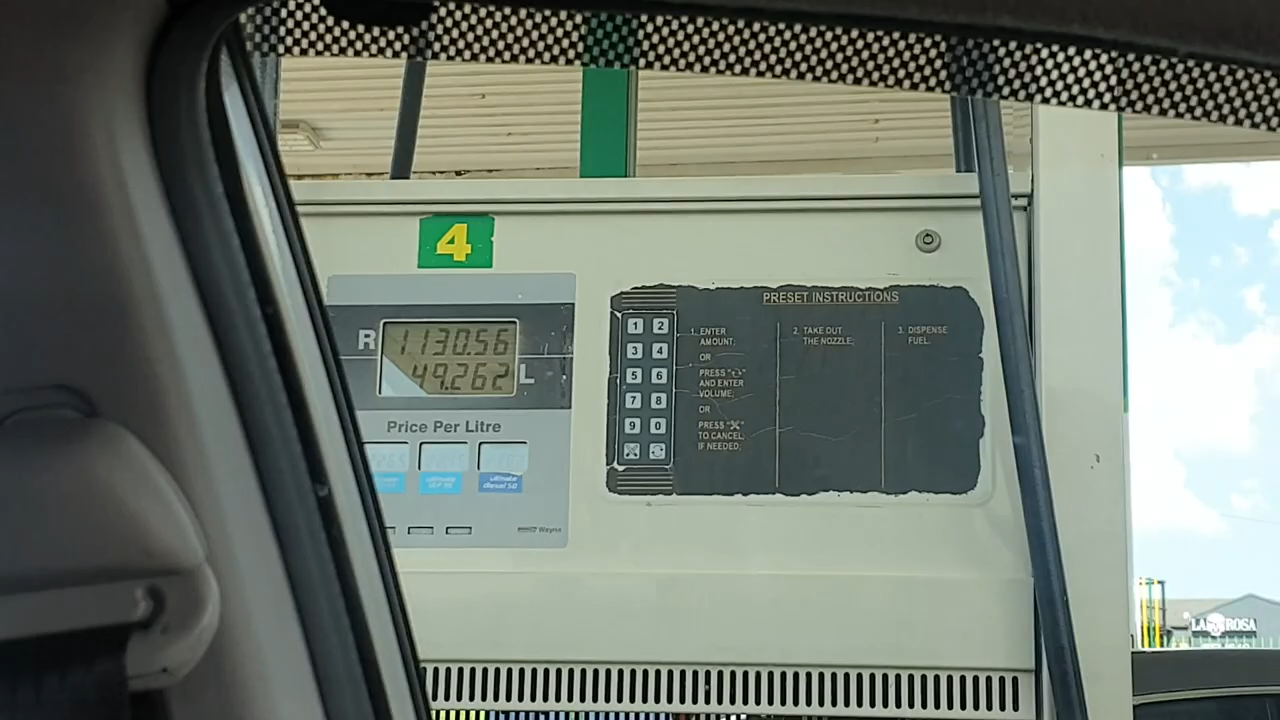 4
R 1130.56
49.262 L
Price Per Litre
ultimate
diesel 50
Wayne
PRESET INSTRUCTIONS
1 2
3 4
5 6
7 8
9 0
1. ENTER
AMOUNT;
OR
PRESS "⟳"
AND ENTER
VOLUME;
OR
PRESS "✕"
TO CANCEL,
IF NEEDED;
2. TAKE OUT
THE NOZZLE;
3. DISPENSE
FUEL.